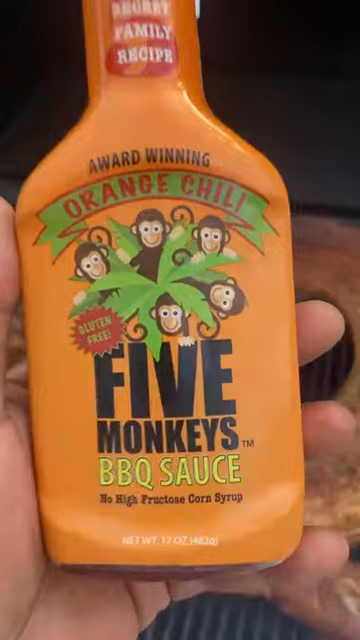 SECRET
FAMILY
RECIPE
AWARD WINNING
ORANGE CHILI
GLUTEN
FREE!
FIVE
MONKEYS™
BBQ SAUCE
No High Fructose Corn Syrup
NET WT. 17 OZ (482g)